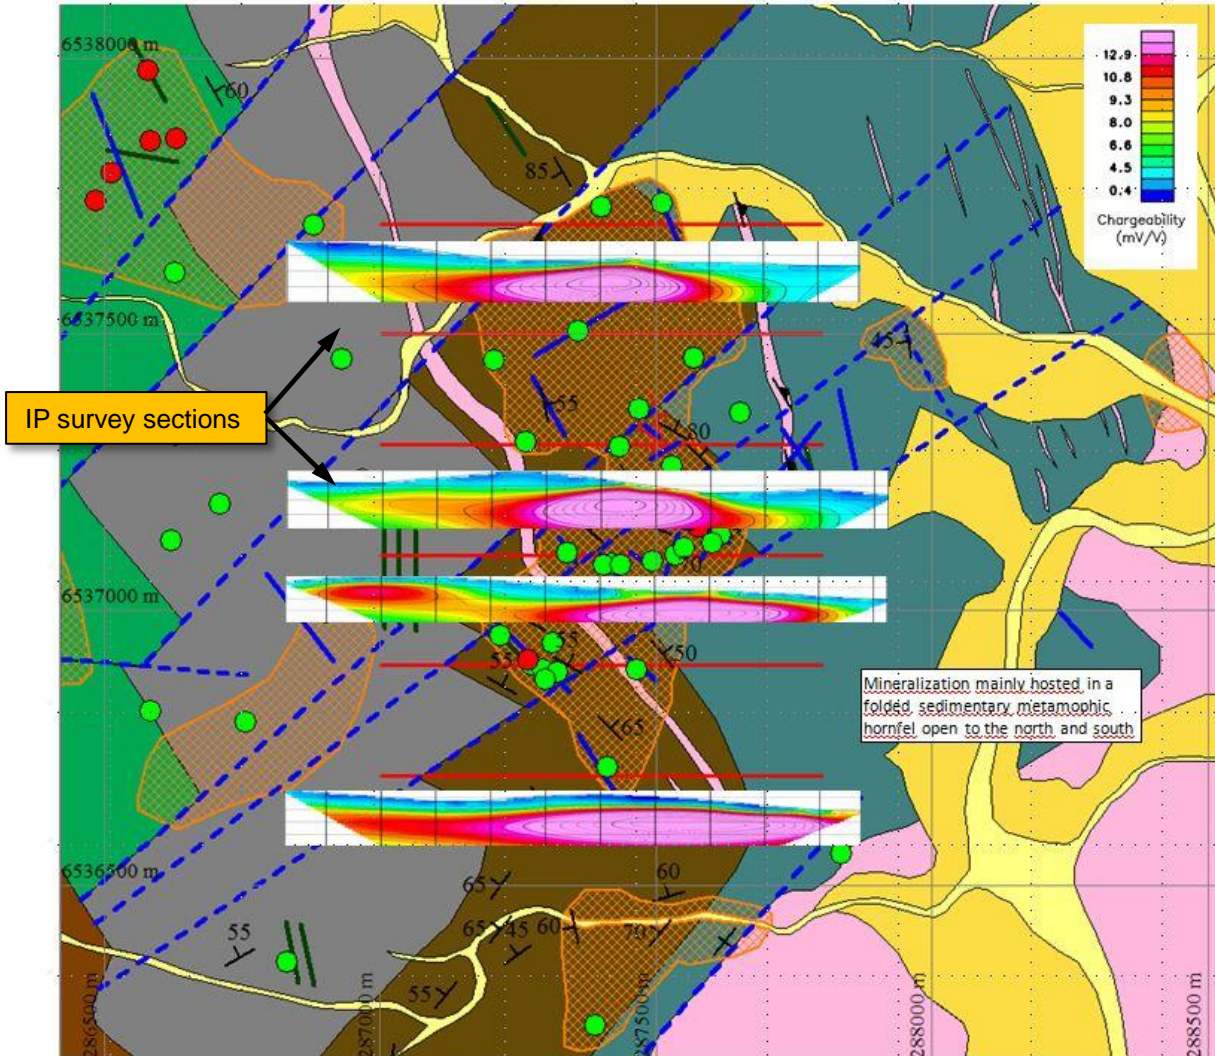 6538000 m
12.9
10.8
9.3
8.0
6.6
4.5
0.4
Chargeability
(mV/V)
60
85
6537500 m
45
IP survey sections
55
80
50
6537000 m
55
55
50
Mineralization mainly hosted in a
folded sedimentary metamophic
hornfel open to the north and south
65
6536500 m
65
60
65
45
60
70
55
55
286500 m
287000 m
287500 m
288000 m
288500 m